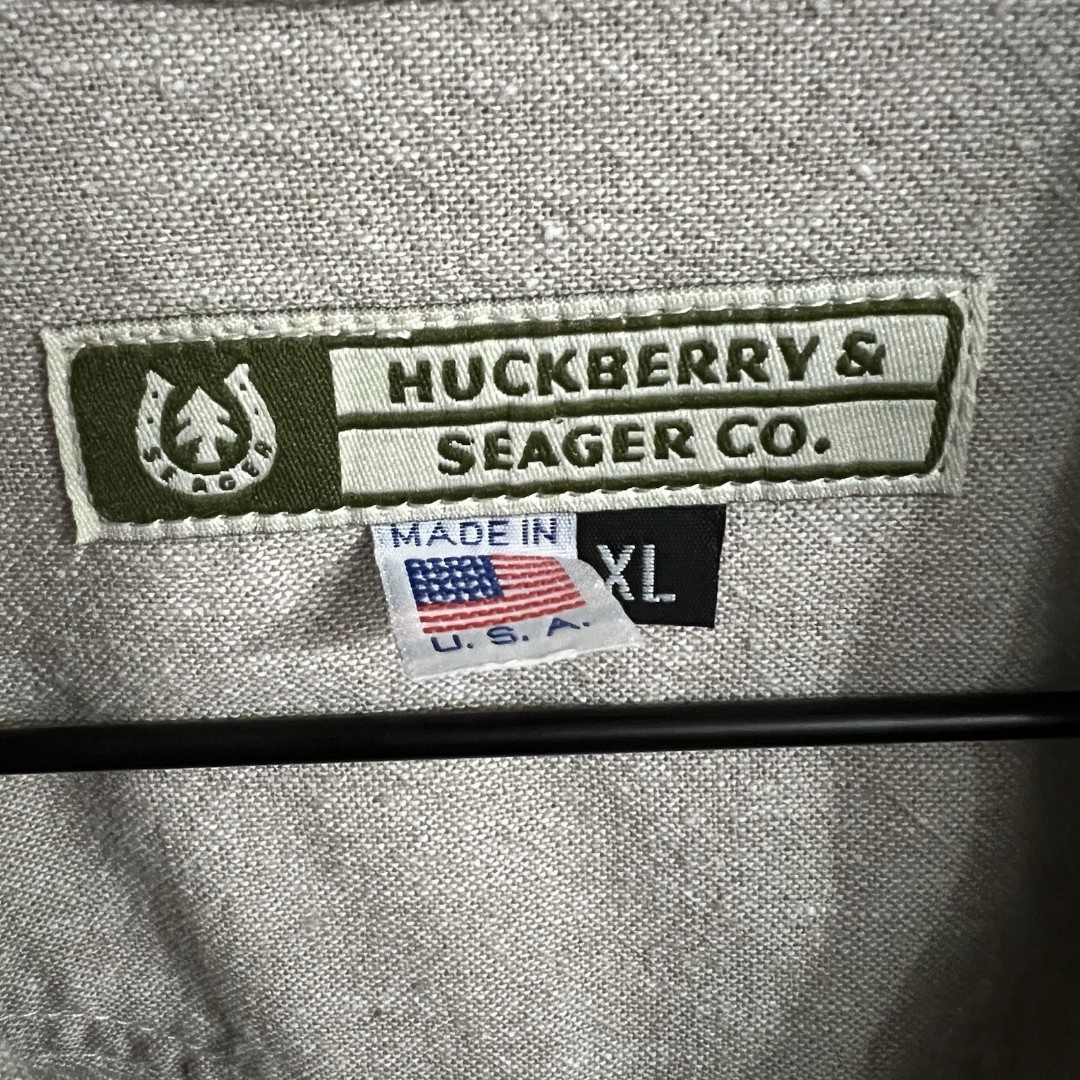 SEAGER
HUCKBERRY &
SEAGER CO.
MADE IN
U. S. A.
XL